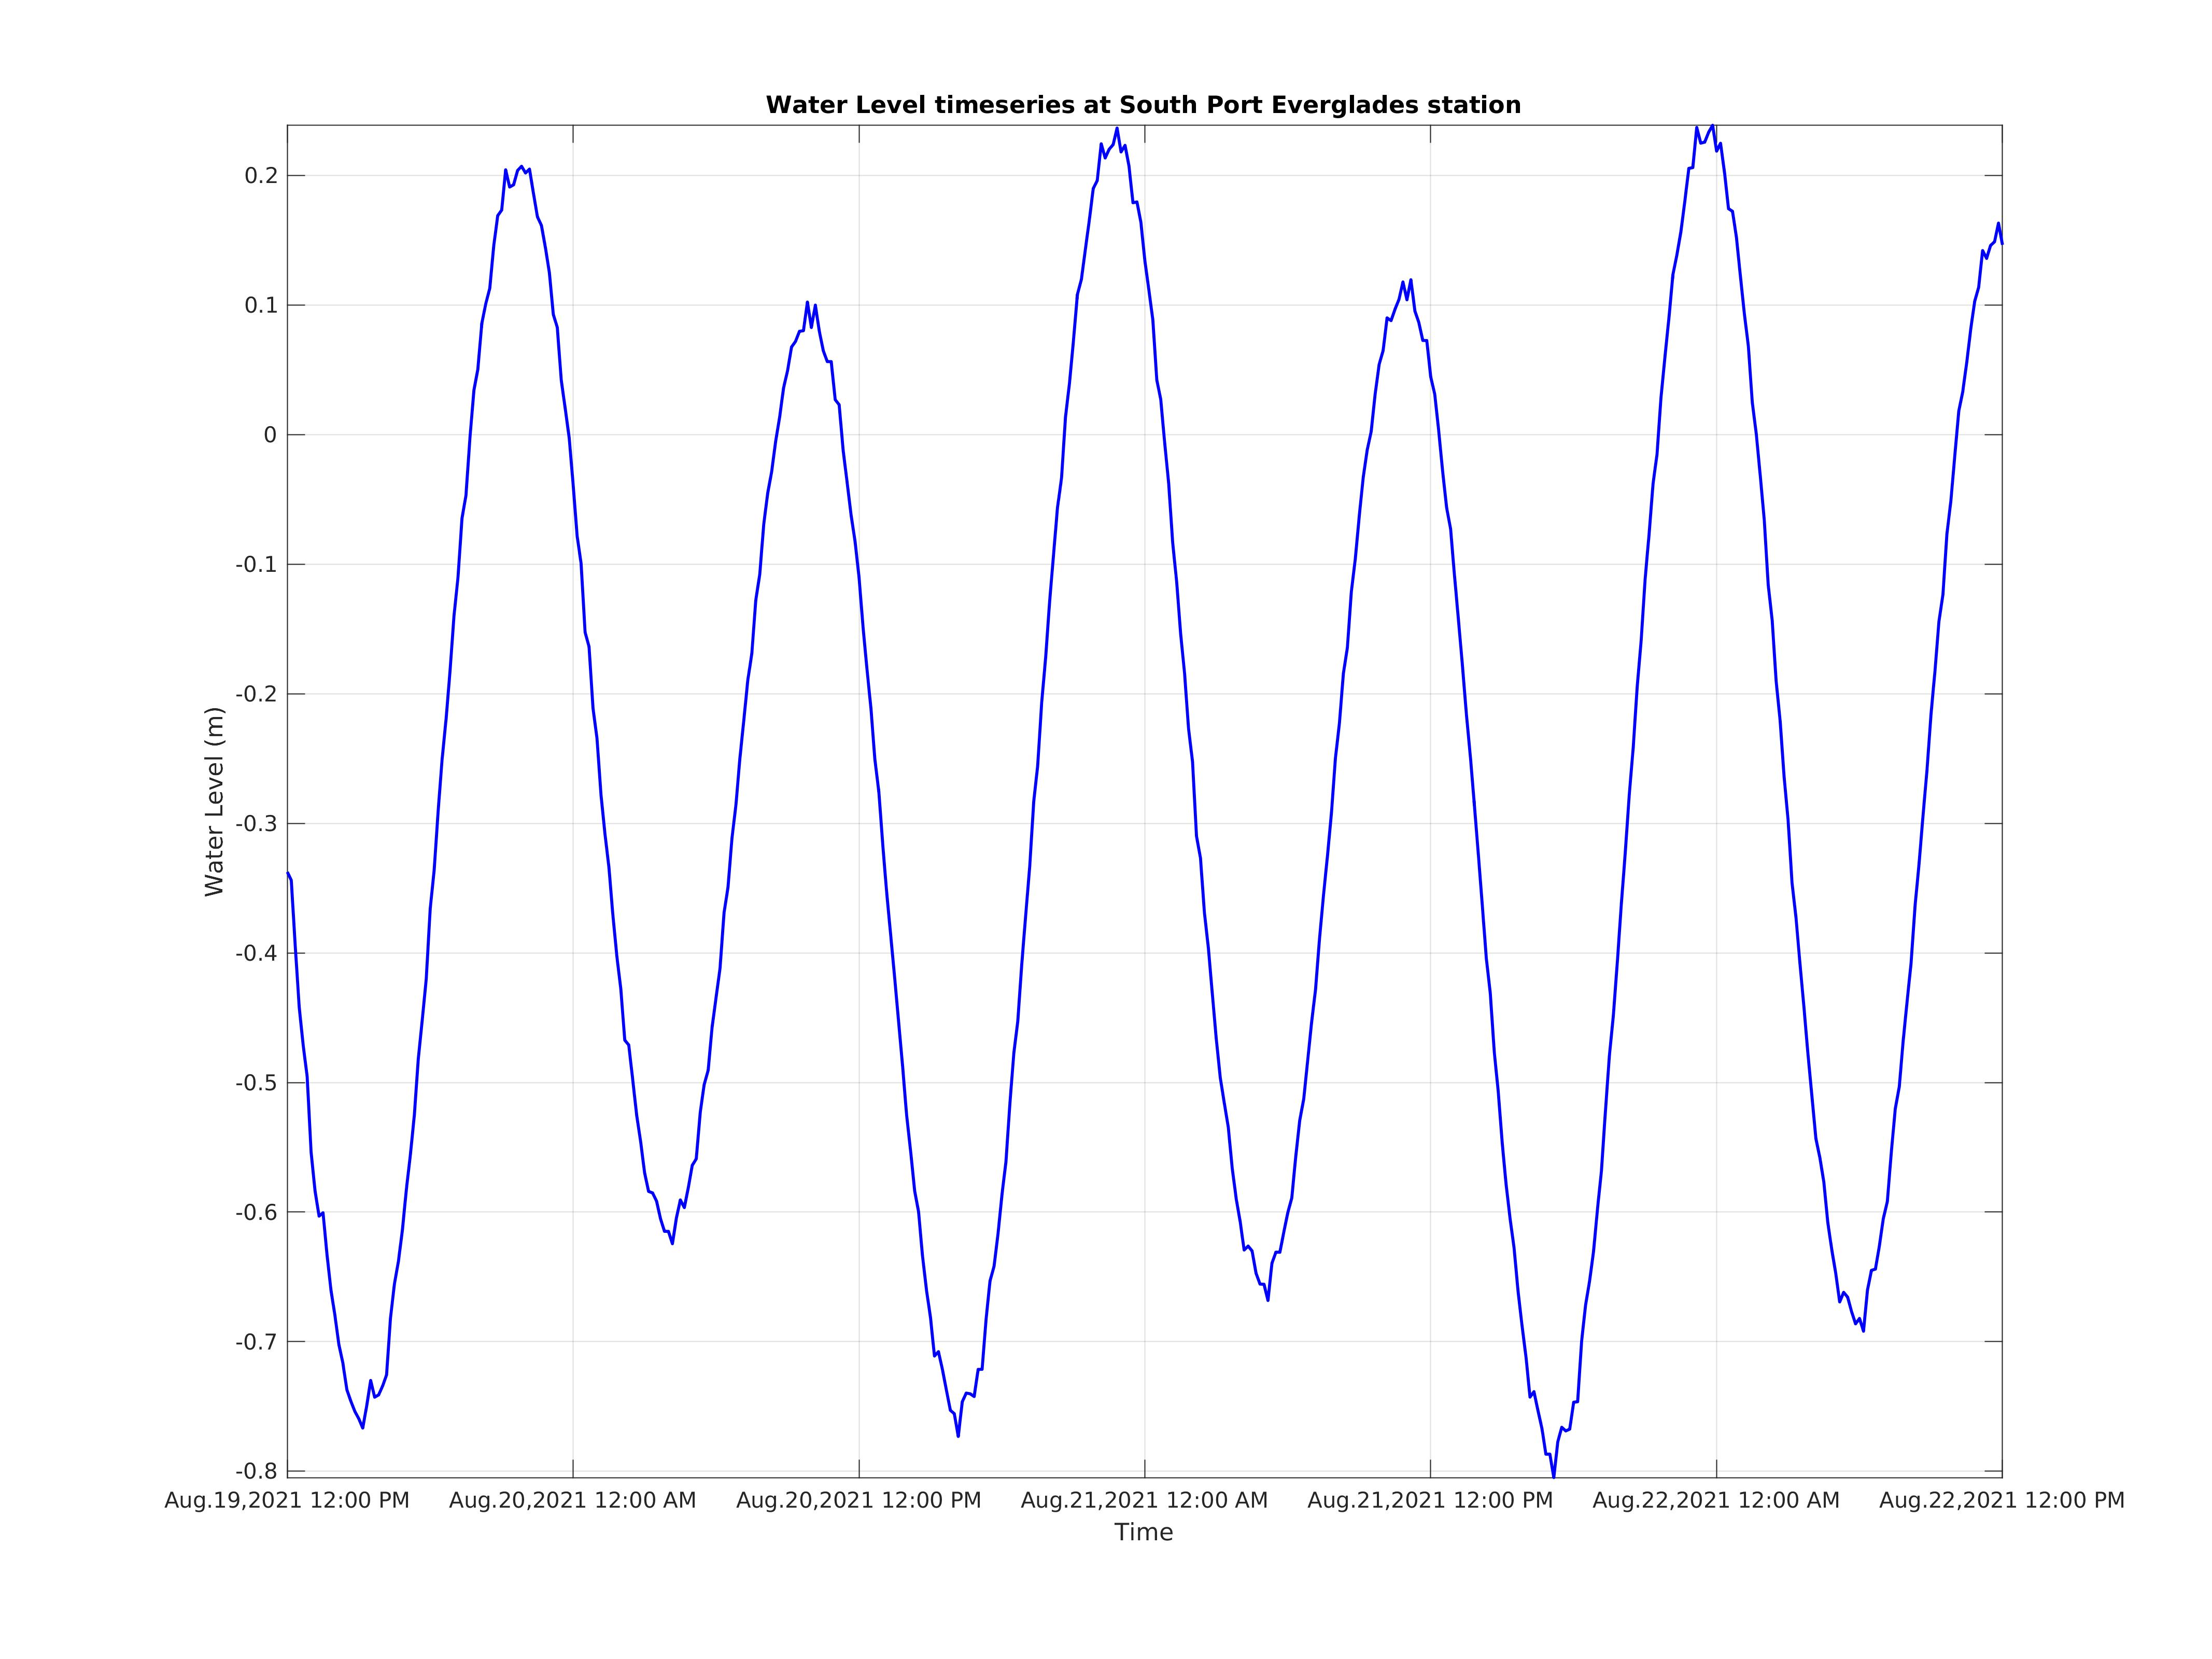 Water Level timeseries at South Port Everglades station
0.2
0.1
0
-0.1
-0.2
-0.3
-0.4
-0.5
-0.6
-0.7
-0.8
Water Level (m)
Aug.19,2021 12:00 PM
Aug.20,2021 12:00 AM
Aug.20,2021 12:00 PM
Aug.21,2021 12:00 AM
Aug.21,2021 12:00 PM
Aug.22,2021 12:00 AM
Aug.22,2021 12:00 PM
Time